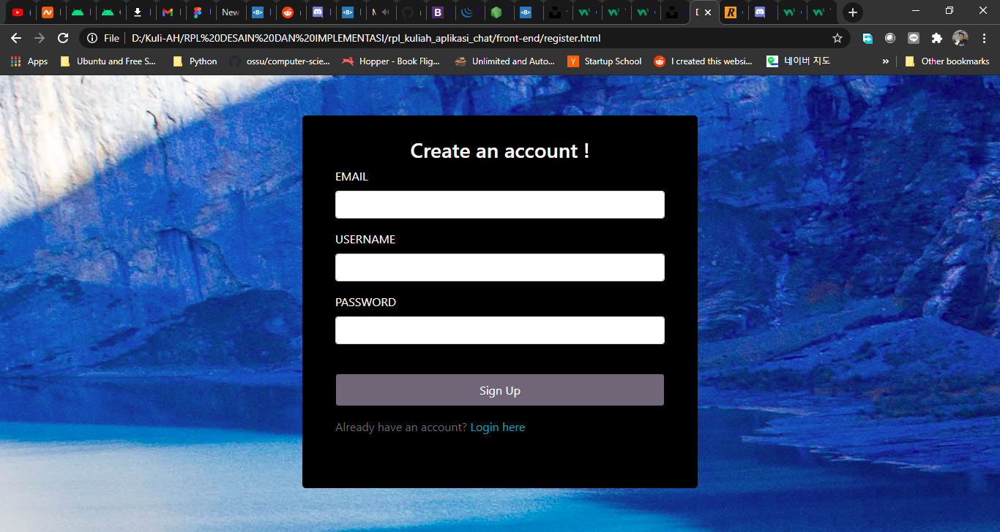 New
File
D:/Kuli-AH/RPL%20DESAIN%20DAN%20IMPLEMENTASI/rpl_kuliah_aplikasi_chat/front-end/register.html
Apps
Ubuntu and Free S...
Python
ossu/computer-scie...
Hopper - Book Flig...
Unlimited and Auto...
Startup School
I created this websi...
네이버 지도
»
Other bookmarks
Create an account !
EMAIL
USERNAME
PASSWORD
Sign Up
Already have an account? Login here